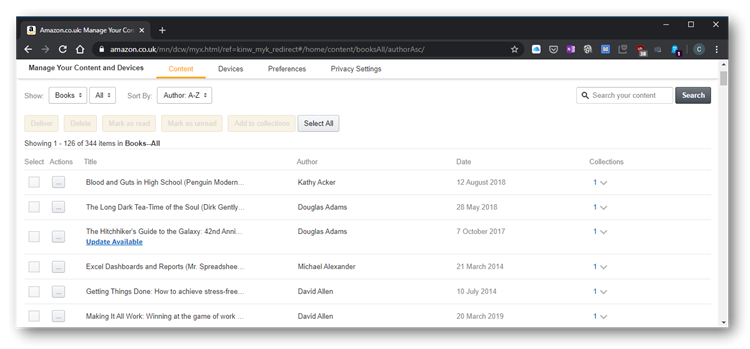 Amazon.co.uk: Manage Your Con
amazon.co.uk/mn/dcw/myx.html/ref=kinw_myk_redirect#/home/content/booksAll/authorAsc/
C
Manage Your Content and Devices Content Devices Preferences Privacy Settings
Show: Books All Sort By: Author: A-Z Search your content Search
Deliver Delete Mark as read Mark as unread Add to collections Select All
Showing 1 - 126 of 344 items in Books--All
Select Actions Title Author Date Collections
... Blood and Guts in High School (Penguin Modern... Kathy Acker 12 August 2018 1
... The Long Dark Tea-Time of the Soul (Dirk Gently... Douglas Adams 28 May 2018 1
... The Hitchhiker's Guide to the Galaxy: 42nd Anni... Douglas Adams 7 October 2017 1
Update Available
... Excel Dashboards and Reports (Mr. Spreadshee... Michael Alexander 21 March 2014 1
... Getting Things Done: How to achieve stress-free... David Allen 10 July 2014 1
... Making It All Work: Winning at the game of work ... David Allen 20 March 2019 1